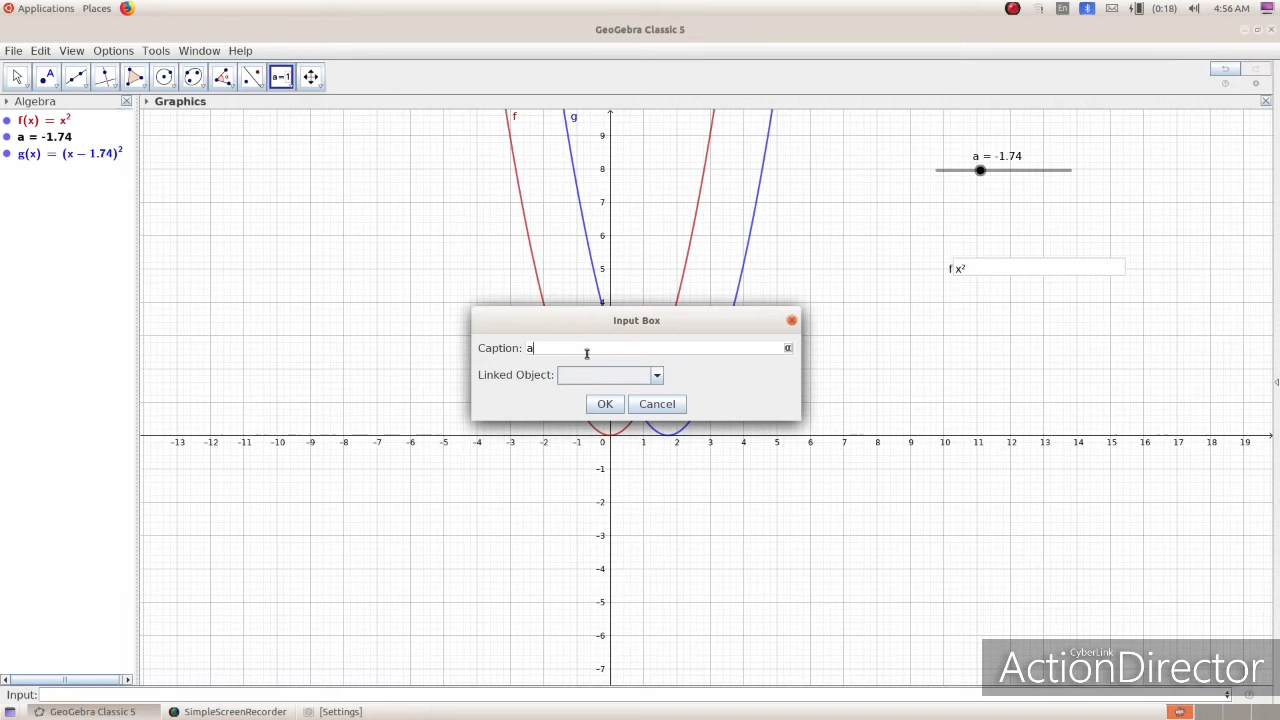 Applications Places En (0:18) 4:56 AM
GeoGebra Classic 5
File Edit View Options Tools Window Help
A a=1
Algebra Graphics
f(x) = x²
a = -1.74
g(x) = (x − 1.74)²
f g
a = -1.74
f x²
9
8
7
6
5
4
Input Box
Caption: a α
Linked Object:
OK Cancel
-13 -12 -11 -10 -9 -8 -7 -6 -5 -4 -3 -2 -1 0 1 2 3 4 5 6 7 8 9 10 11 12 13 14 15 16 17 18 19
-1
-2
-3
-4
-5
-6
-7
CyberLink
ActionDirector
Input:
GeoGebra Classic 5 SimpleScreenRecorder [Settings]